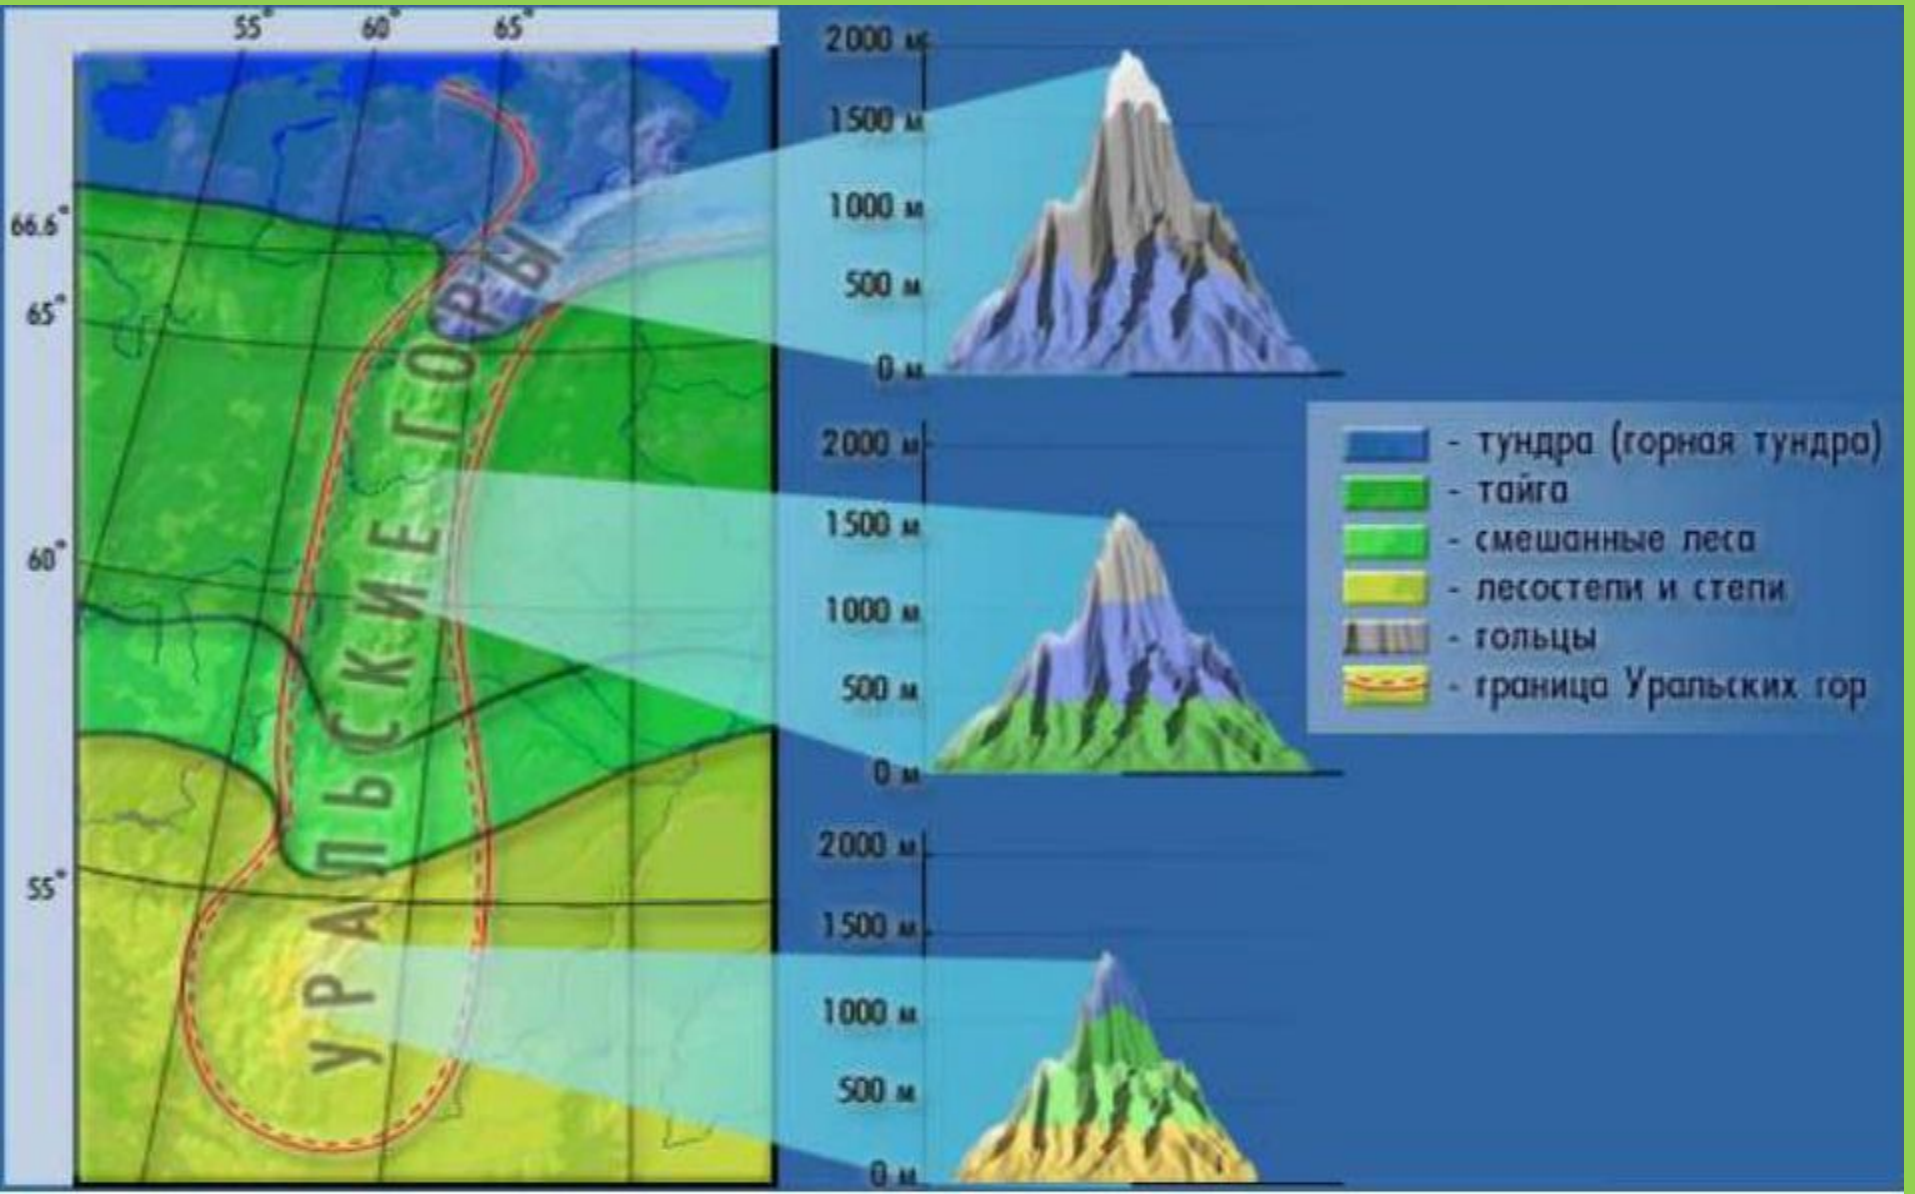 55° 60° 65°
66.6°
65°
60°
55°
УРАЛЬСКИЕ ГОРЫ
2000 м
1500 м
1000 м
500 м
0 м
2000 м
1500 м
1000 м
500 м
0 м
2000 м
1500 м
1000 м
500 м
0 м
- тундра (горная тундра)
- тайга
- смешанные леса
- лесостепи и степи
- гольцы
- граница Уральских гор